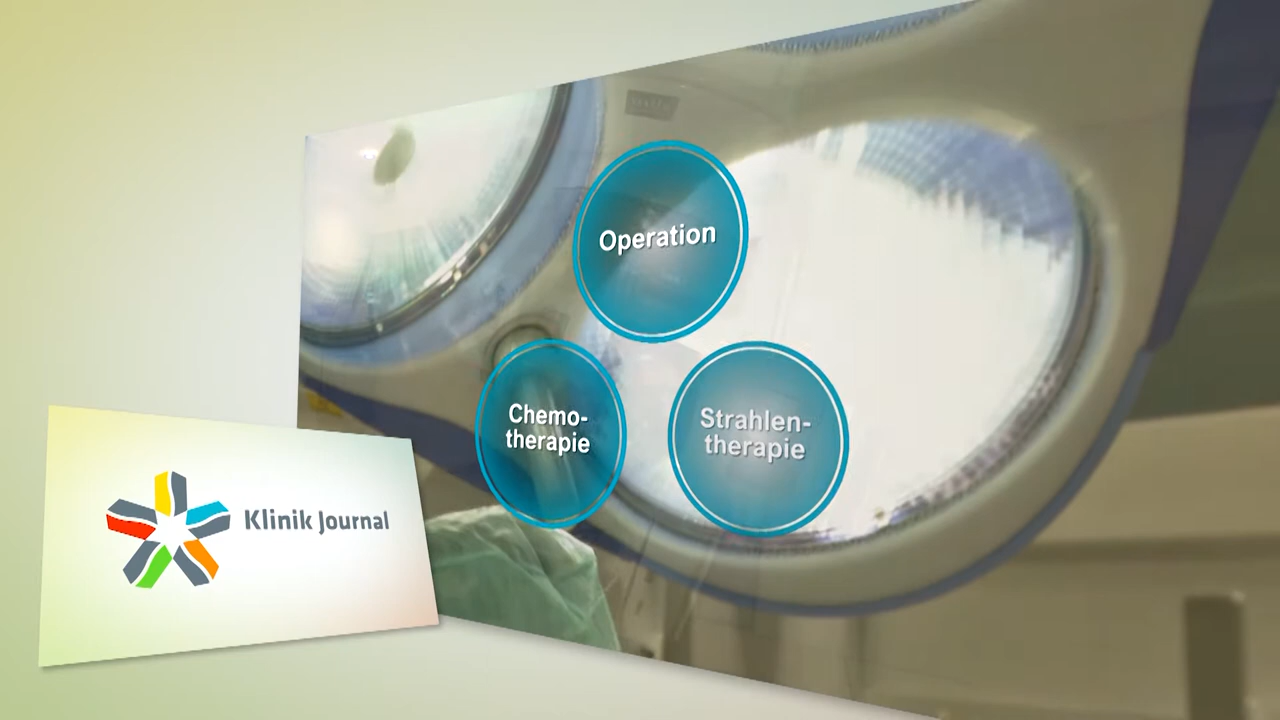 Operation
Chemo-
therapie
Strahlen-
therapie
Klinik Journal